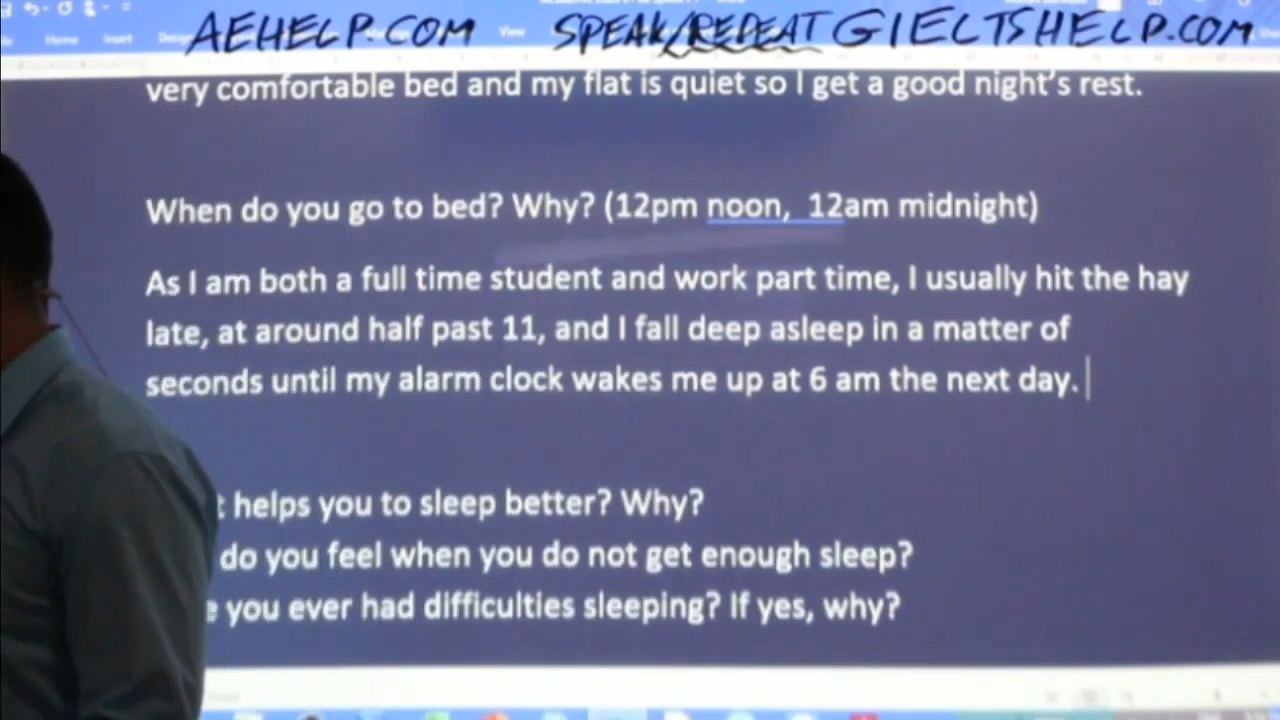 AEHELP.COM SPEAK/REPEAT GIELTSHELP.COM
Home Insert View
very comfortable bed and my flat is quiet so I get a good night's rest.
When do you go to bed? Why? (12pm noon, 12am midnight)
As I am both a full time student and work part time, I usually hit the hay
late, at around half past 11, and I fall deep asleep in a matter of
seconds until my alarm clock wakes me up at 6 am the next day.
helps you to sleep better? Why?
do you feel when you do not get enough sleep?
you ever had difficulties sleeping? If yes, why?